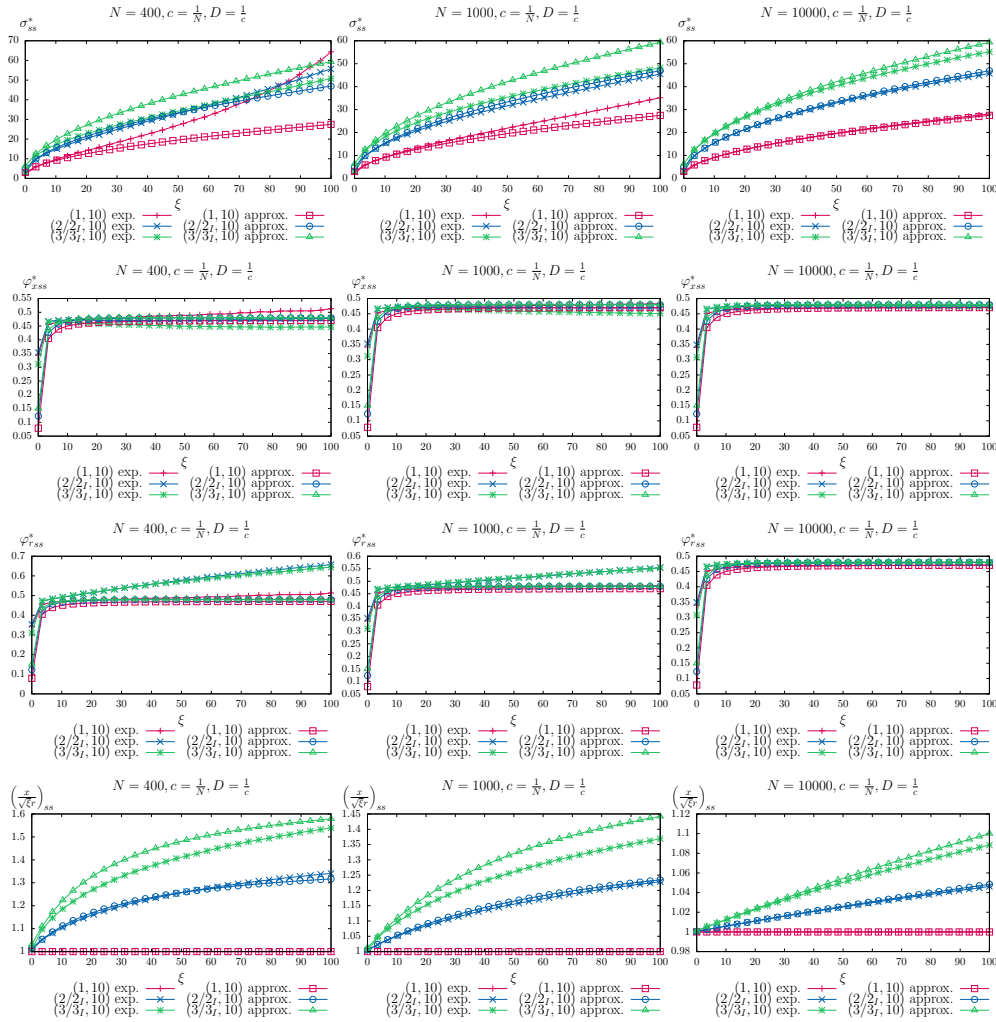 N = 400, c = 1/N, D = 1/c
σ*ss
70
60
50
40
30
20
10
0
0 10 20 30 40 50 60 70 80 90 100
ξ
(1, 10) exp. (1, 10) approx.
(2/2I, 10) exp. (2/2I, 10) approx.
(3/3I, 10) exp. (3/3I, 10) approx.
N = 1000, c = 1/N, D = 1/c
σ*ss
60
50
40
30
20
10
0
0 10 20 30 40 50 60 70 80 90 100
ξ
(1, 10) exp. (1, 10) approx.
(2/2I, 10) exp. (2/2I, 10) approx.
(3/3I, 10) exp. (3/3I, 10) approx.
N = 10000, c = 1/N, D = 1/c
σ*ss
60
50
40
30
20
10
0
0 10 20 30 40 50 60 70 80 90 100
ξ
(1, 10) exp. (1, 10) approx.
(2/2I, 10) exp. (2/2I, 10) approx.
(3/3I, 10) exp. (3/3I, 10) approx.
N = 400, c = 1/N, D = 1/c
φ*xss
0.55
0.5
0.45
0.4
0.35
0.3
0.25
0.2
0.15
0.1
0.05
0 10 20 30 40 50 60 70 80 90 100
ξ
(1, 10) exp. (1, 10) approx.
(2/2I, 10) exp. (2/2I, 10) approx.
(3/3I, 10) exp. (3/3I, 10) approx.
N = 1000, c = 1/N, D = 1/c
φ*xss
0.5
0.45
0.4
0.35
0.3
0.25
0.2
0.15
0.1
0.05
0 10 20 30 40 50 60 70 80 90 100
ξ
(1, 10) exp. (1, 10) approx.
(2/2I, 10) exp. (2/2I, 10) approx.
(3/3I, 10) exp. (3/3I, 10) approx.
N = 10000, c = 1/N, D = 1/c
φ*xss
0.5
0.45
0.4
0.35
0.3
0.25
0.2
0.15
0.1
0.05
0 10 20 30 40 50 60 70 80 90 100
ξ
(1, 10) exp. (1, 10) approx.
(2/2I, 10) exp. (2/2I, 10) approx.
(3/3I, 10) exp. (3/3I, 10) approx.
N = 400, c = 1/N, D = 1/c
φ*rss
0.7
0.6
0.5
0.4
0.3
0.2
0.1
0
0 10 20 30 40 50 60 70 80 90 100
ξ
(1, 10) exp. (1, 10) approx.
(2/2I, 10) exp. (2/2I, 10) approx.
(3/3I, 10) exp. (3/3I, 10) approx.
N = 1000, c = 1/N, D = 1/c
φ*rss
0.6
0.55
0.5
0.45
0.4
0.35
0.3
0.25
0.2
0.15
0.1
0.05
0 10 20 30 40 50 60 70 80 90 100
ξ
(1, 10) exp. (1, 10) approx.
(2/2I, 10) exp. (2/2I, 10) approx.
(3/3I, 10) exp. (3/3I, 10) approx.
N = 10000, c = 1/N, D = 1/c
φ*rss
0.5
0.45
0.4
0.35
0.3
0.25
0.2
0.15
0.1
0.05
0 10 20 30 40 50 60 70 80 90 100
ξ
(1, 10) exp. (1, 10) approx.
(2/2I, 10) exp. (2/2I, 10) approx.
(3/3I, 10) exp. (3/3I, 10) approx.
N = 400, c = 1/N, D = 1/c
(x/√ξr)ss
1.6
1.5
1.4
1.3
1.2
1.1
1
0 10 20 30 40 50 60 70 80 90 100
ξ
(1, 10) exp. (1, 10) approx.
(2/2I, 10) exp. (2/2I, 10) approx.
(3/3I, 10) exp. (3/3I, 10) approx.
N = 1000, c = 1/N, D = 1/c
(x/√ξr)ss
1.45
1.4
1.35
1.3
1.25
1.2
1.15
1.1
1.05
1
0 10 20 30 40 50 60 70 80 90 100
ξ
(1, 10) exp. (1, 10) approx.
(2/2I, 10) exp. (2/2I, 10) approx.
(3/3I, 10) exp. (3/3I, 10) approx.
N = 10000, c = 1/N, D = 1/c
(x/√ξr)ss
1.12
1.1
1.08
1.06
1.04
1.02
1
0.98
0 10 20 30 40 50 60 70 80 90 100
ξ
(1, 10) exp. (1, 10) approx.
(2/2I, 10) exp. (2/2I, 10) approx.
(3/3I, 10) exp. (3/3I, 10) approx.